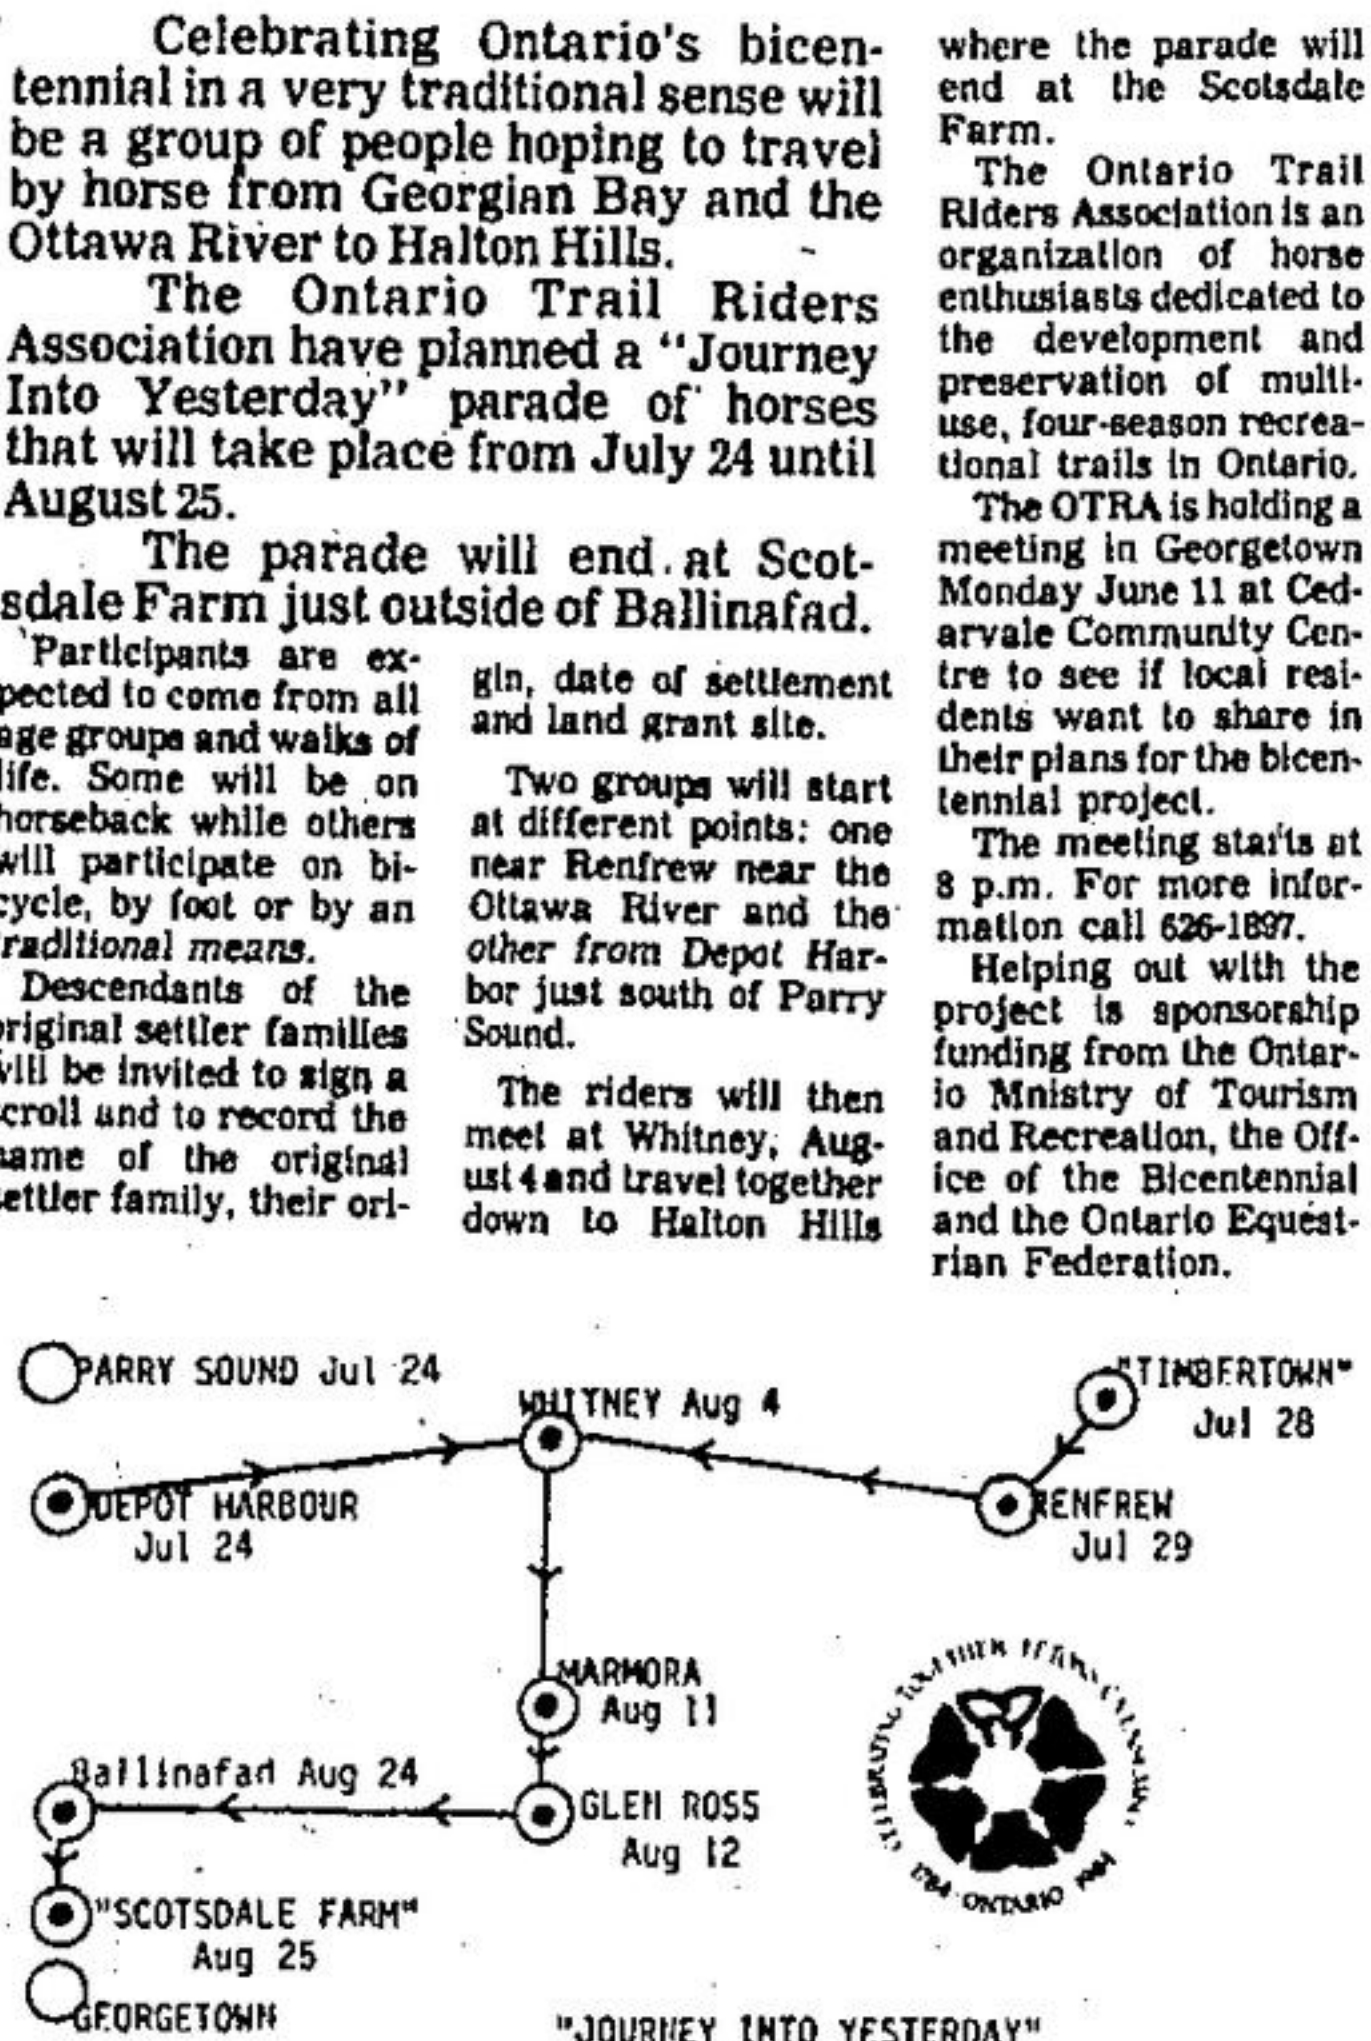 Celebrating Ontario's bicen-
tennial in a very traditional sense will
be a group of people hoping to travel
by horse from Georgian Bay and the
Ottawa River to Halton Hills.
The Ontario Trail Riders
Association have planned a "Journey
Into Yesterday" parade of horses
that will take place from July 24 until
August 25.
The parade will end at Scot-
sdale Farm just outside of Ballinafad.
Participants are ex-
pected to come from all
age groups and walks of
life. Some will be on
horseback while others
will participate on bi-
cycle, by foot or by an
raditional means.
Descendants of the
original settler families
will be invited to sign a
croll and to record the
name of the original
settler family, their ori-
gin, date of settlement
and land grant site.
Two groups will start
at different points: one
near Renfrew near the
Ottawa River and the
other from Depot Har-
bor just south of Parry
Sound.
The riders will then
meet at Whitney, Aug-
ust 4 and travel together
down to Halton Hills
where the parade will
end at the Scotsdale
Farm.
The Ontario Trail
Riders Association is an
organization of horse
enthusiasts dedicated to
the development and
preservation of multi-
use, four-season recrea-
tional trails in Ontario.
The OTRA is holding a
meeting in Georgetown
Monday June 11 at Ced-
arvale Community Cen-
tre to see if local resi-
dents want to share in
their plans for the bicen-
tennial project.
The meeting starts at
8 p.m. For more infor-
mation call 626-1897.
Helping out with the
project is sponsorship
funding from the Ontar-
io Mnistry of Tourism
and Recreation, the Off-
ice of the Bicentennial
and the Ontario Equest-
rian Federation.
PARRY SOUND Jul 24
"TIMBERTOWN"
Jul 28
WHITNEY Aug 4
DEPOT HARBOUR
Jul 24
RENFREW
Jul 29
MARMORA
Aug 11
Ballinafad Aug 24
GLEN ROSS
Aug 12
"SCOTSDALE FARM"
Aug 25
GEORGETOWN
CELEBRATING TOGETHER
1784 ONTARIO 1984
"JOURNEY INTO YESTERDAY"